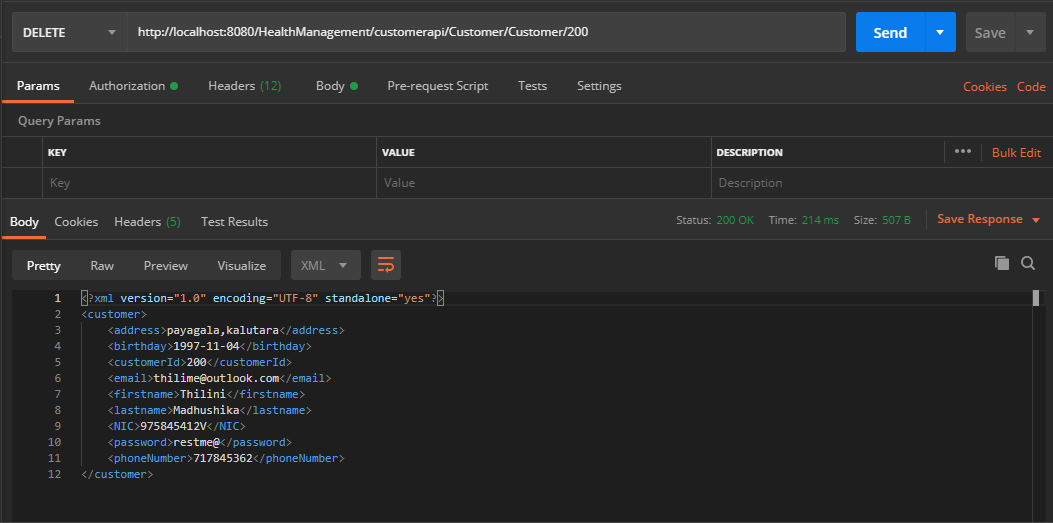 DELETE http://localhost:8080/HealthManagement/customerapi/Customer/Customer/200 Send Save
Params Authorization Headers (12) Body Pre-request Script Tests Settings Cookies Code
Query Params
KEY VALUE DESCRIPTION ••• Bulk Edit
Key Value Description
Body Cookies Headers (5) Test Results Status: 200 OK Time: 214 ms Size: 507 B Save Response
Pretty Raw Preview Visualize XML
1 <?xml version="1.0" encoding="UTF-8" standalone="yes"?>
2 <customer>
3 <address>payagala,kalutara</address>
4 <birthday>1997-11-04</birthday>
5 <customerId>200</customerId>
6 <email>thilime@outlook.com</email>
7 <firstname>Thilini</firstname>
8 <lastname>Madhushika</lastname>
9 <NIC>975845412V</NIC>
10 <password>restme@</password>
11 <phoneNumber>717845362</phoneNumber>
12 </customer>